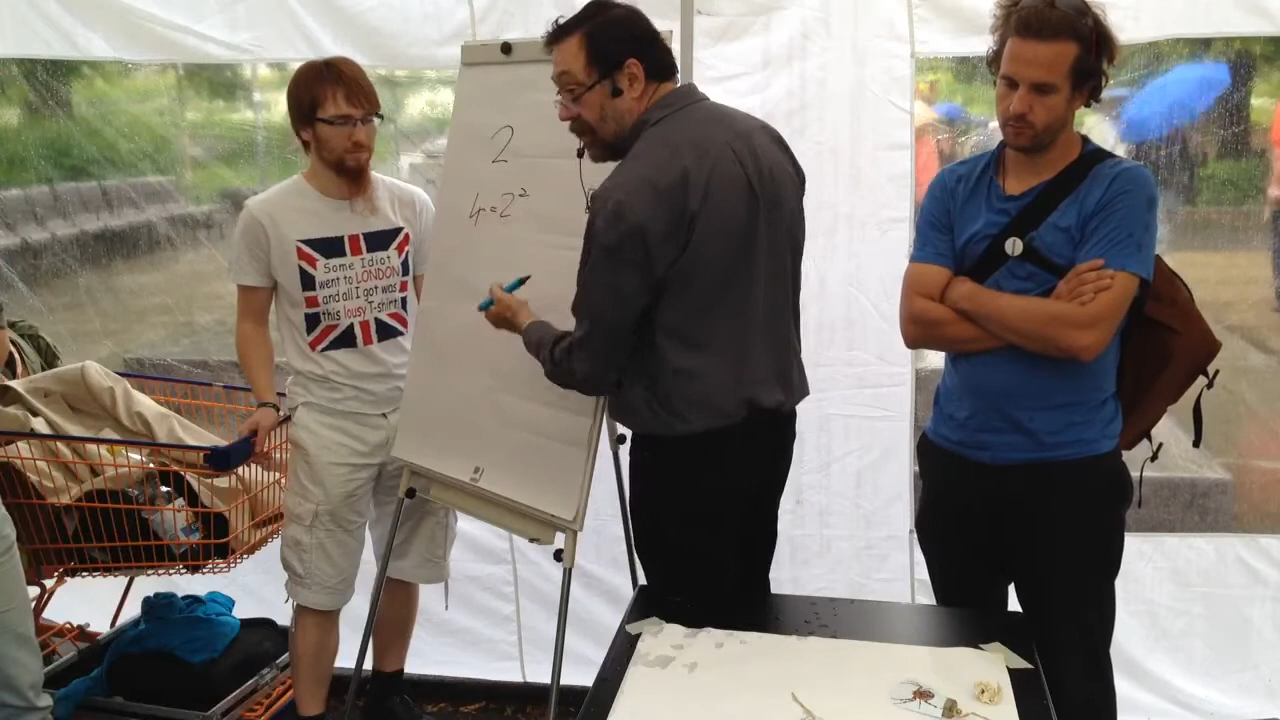 Some Idiot
went to LONDON
and all I got was
this lousy T-shirt!
2
4=2²